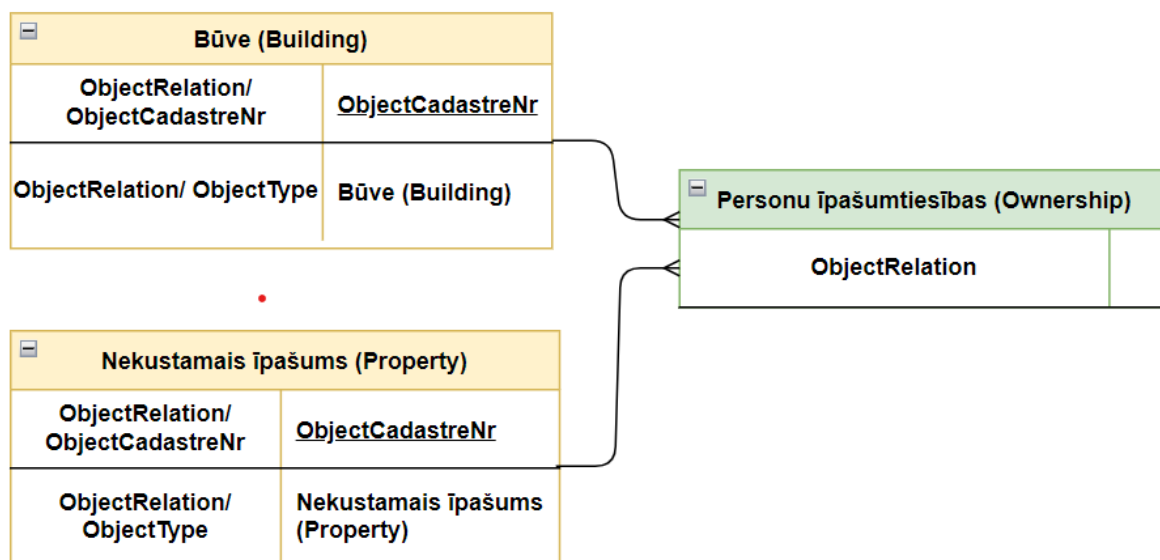 Būve (Building)
ObjectRelation/
ObjectCadastreNr
ObjectCadastreNr
ObjectRelation/ ObjectType
Būve (Building)
Personu īpašumtiesības (Ownership)
ObjectRelation
Nekustamais īpašums (Property)
ObjectRelation/
ObjectCadastreNr
ObjectCadastreNr
ObjectRelation/
ObjectType
Nekustamais īpašums
(Property)